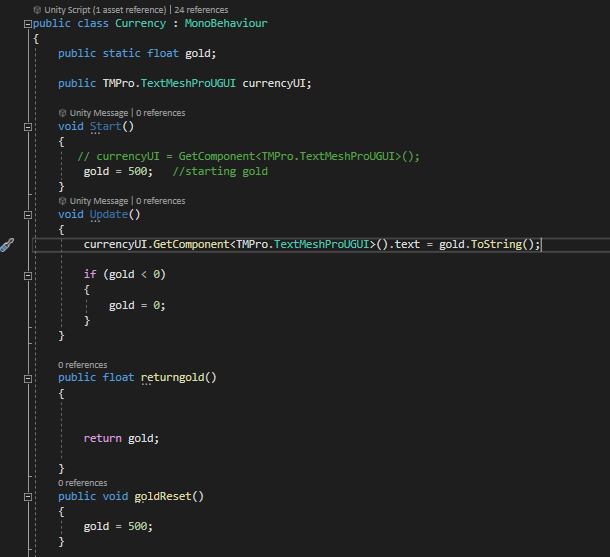 Unity Script (1 asset reference) | 24 references
public class Currency : MonoBehaviour
{
public static float gold;
public TMPro.TextMeshProUGUI currencyUI;
Unity Message | 0 references
void Start()
{
// currencyUI = GetComponent<TMPro.TextMeshProUGUI>();
gold = 500;   //starting gold
}
Unity Message | 0 references
void Update()
{
currencyUI.GetComponent<TMPro.TextMeshProUGUI>().text = gold.ToString();
if (gold < 0)
{
gold = 0;
}
}
0 references
public float returngold()
{
return gold;
}
0 references
public void goldReset()
{
gold = 500;
}